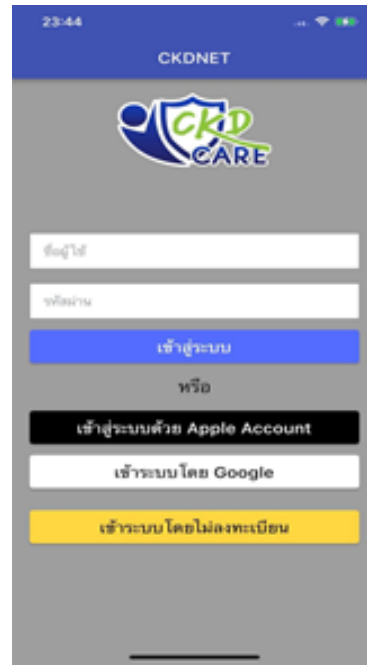 23:44
CKDNET
CKD
CARE
ชื่อผู้ใช้
รหัสผ่าน
เข้าสู่ระบบ
หรือ
เข้าสู่ระบบด้วย Apple Account
เข้าระบบโดย Google
เข้าระบบโดยไม่ลงทะเบียน